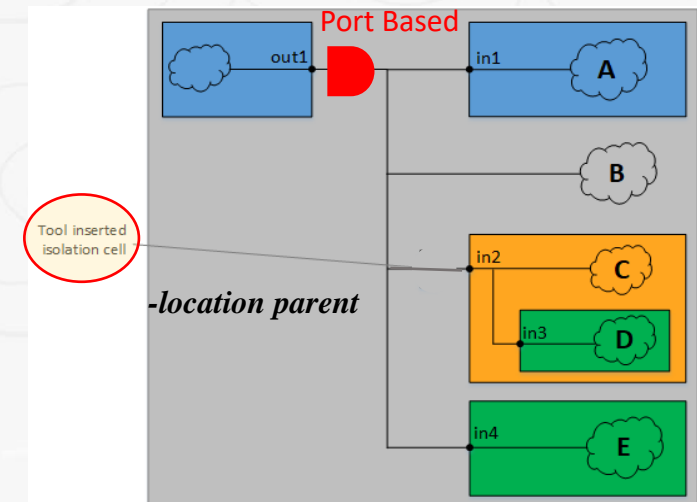 Port Based
out1
in1
A
B
Tool inserted
isolation cell
in2
C
-location parent
in3
D
in4
E